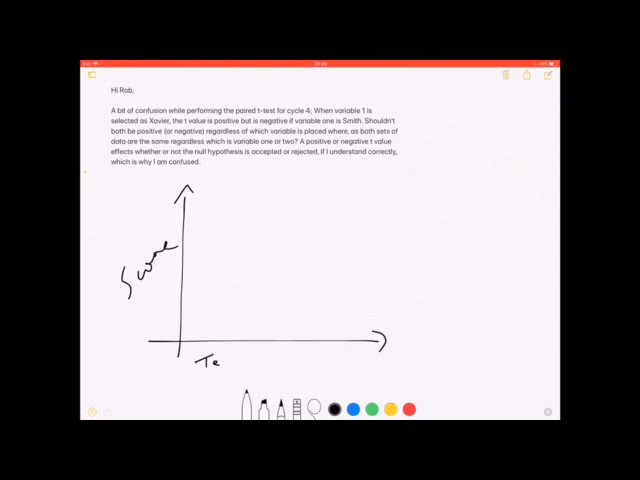 Hi Rob,
A bit of confusion while performing the paired t-test for cycle 4; When variable 1 is
selected as Xavier, the t value is positive but is negative if variable one is Smith. Shouldn't
both be positive (or negative) regardless of which variable is placed where, as both sets of
data are the same regardless which is variable one or two? A positive or negative t value
effects whether or not the null hypothesis is accepted or rejected, if I understand correctly,
which is why I am confused.
Score
Te